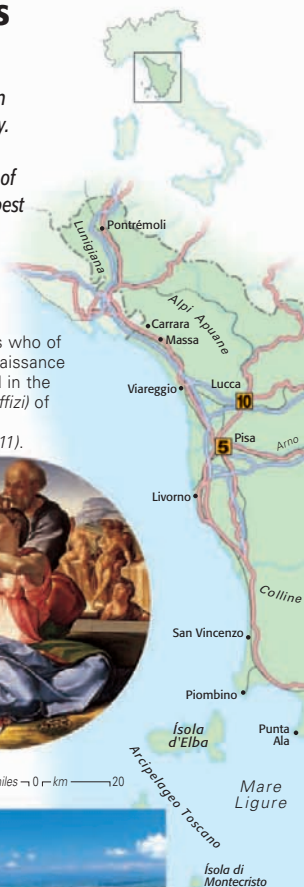 s
n
y.
of
best
s who of
aissance
d in the
ffizi) of
11).
Pontrémoli
Lunigiana
Alpi Apuane
Carrara
Massa
Viareggio
Lucca
10
5
Pisa
Arno
Livorno
Colline
San Vincenzo
Piombino
Ísola
d'Elba
Punta
Ala
miles 0 km 20
Arcipelageo Toscano
Mare
Ligure
Ísola di
Montecristo